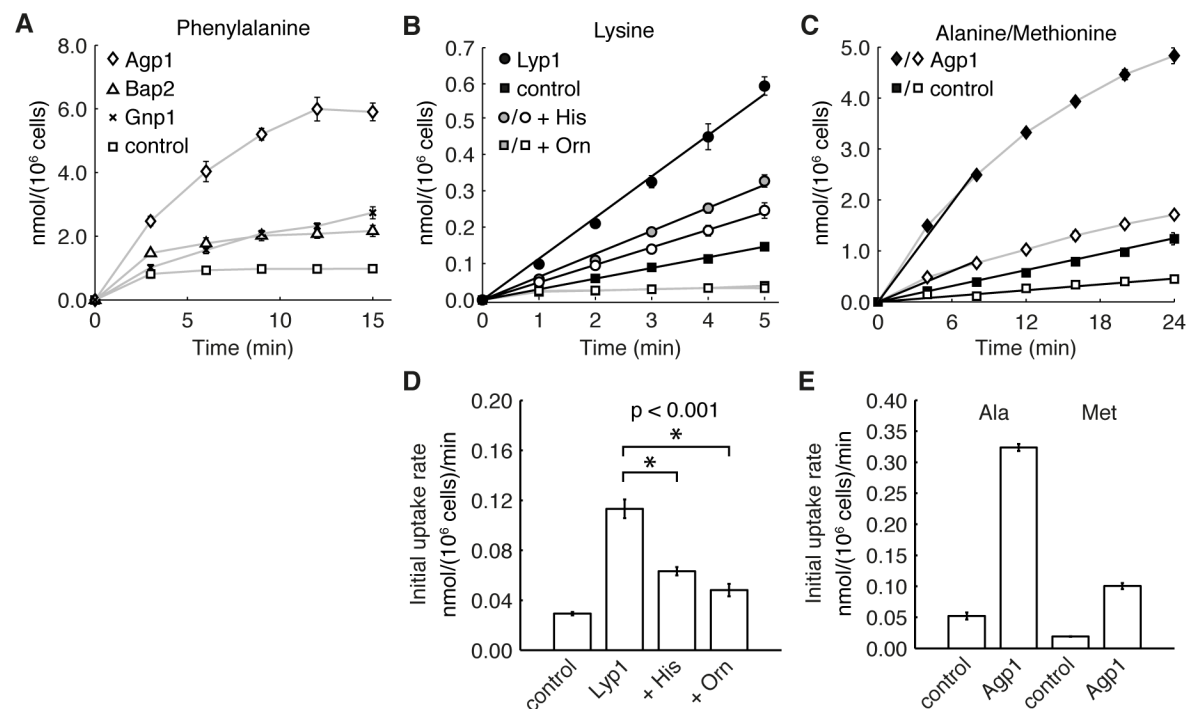 A
Phenylalanine
nmol/(10⁶ cells)
8.0
6.0
4.0
2.0
0.0
Agp1
Bap2
Gnp1
control
0
5
10
15
Time (min)
B
Lysine
nmol/(10⁶ cells)
0.7
0.6
0.5
0.4
0.3
0.2
0.1
0.0
Lyp1
control
/ + His
/ + Orn
0
1
2
3
4
5
Time (min)
C
Alanine/Methionine
nmol/(10⁶ cells)
5.0
4.0
3.0
2.0
1.0
0.0
/ Agp1
/ control
0
6
12
18
24
Time (min)
D
Initial uptake rate
nmol/(10⁶ cells)/min
0.20
0.16
0.12
0.08
0.04
0.00
p < 0.001
*
*
control
Lyp1
+ His
+ Orn
E
Initial uptake rate
nmol/(10⁶ cells)/min
0.40
0.35
0.30
0.25
0.20
0.15
0.10
0.05
0.00
Ala
Met
control
Agp1
control
Agp1